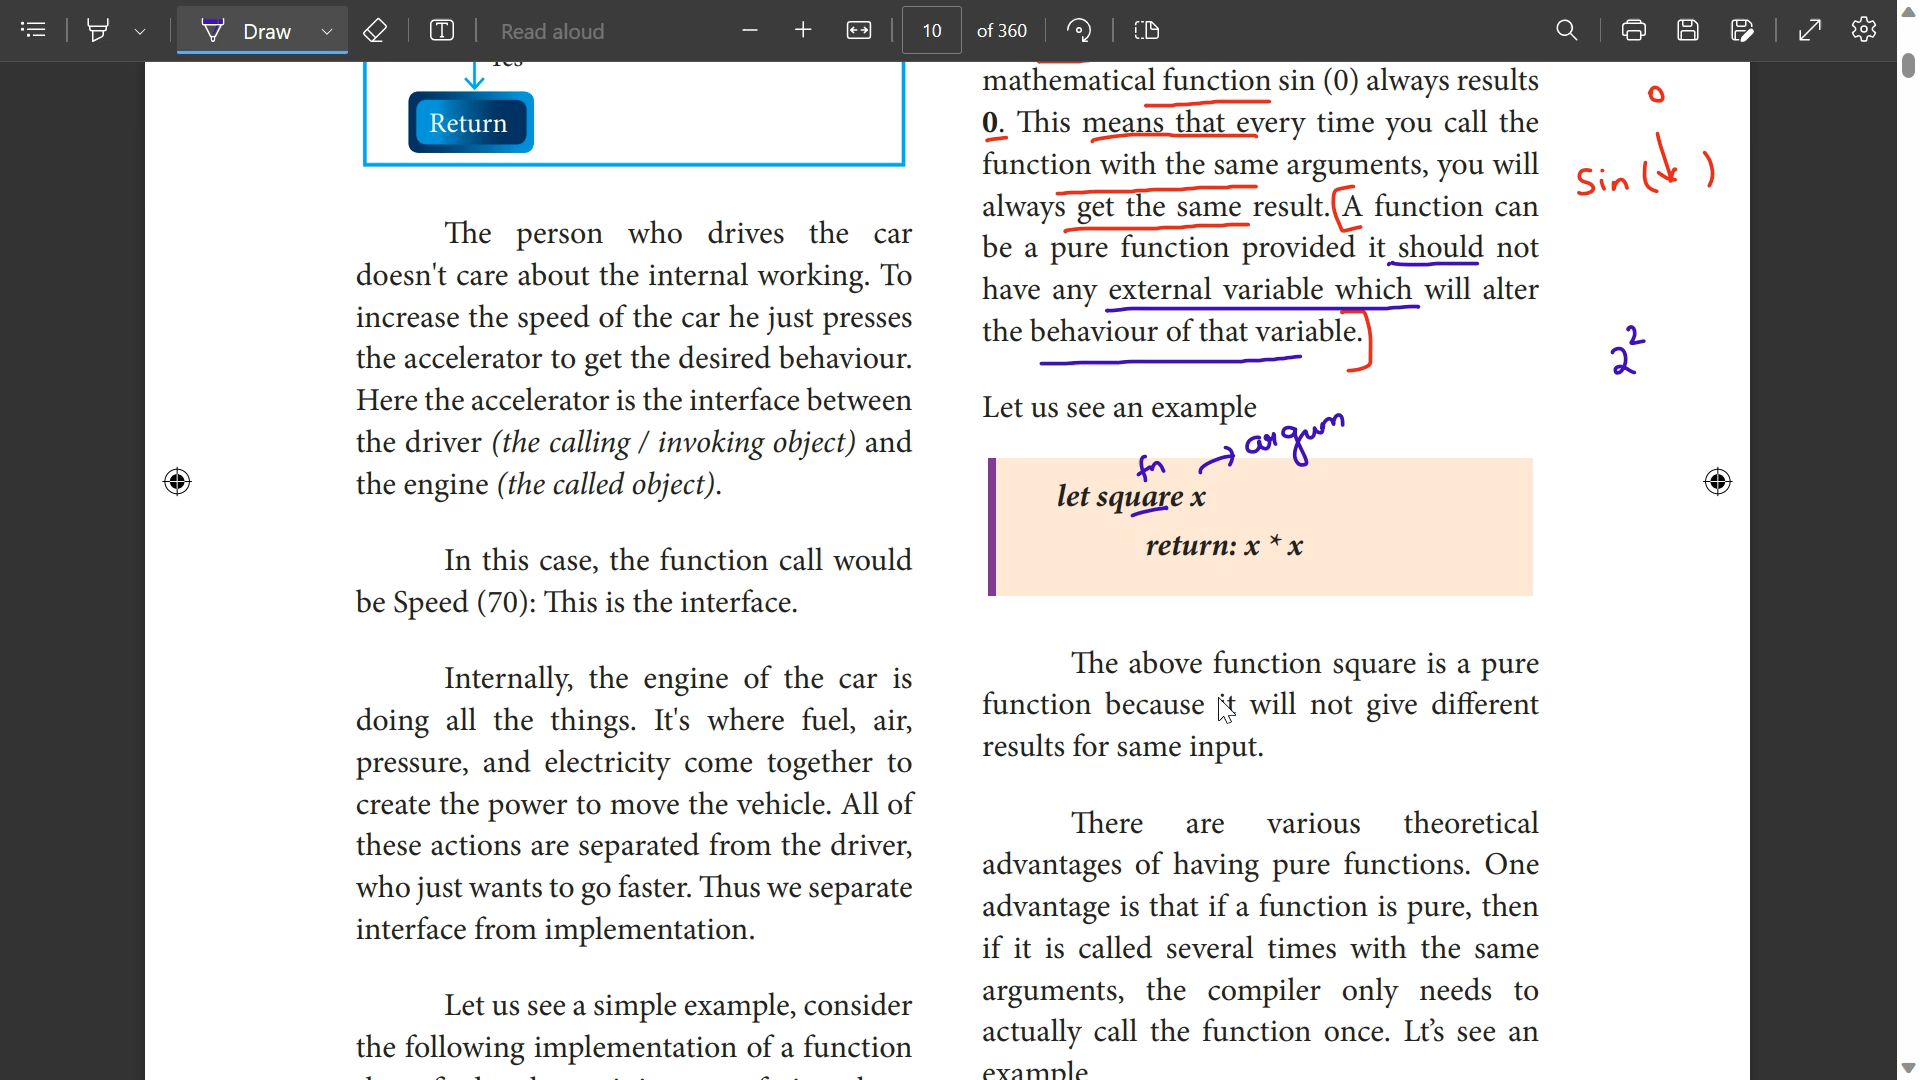 Draw
Read aloud
10
of 360
Return
The person who drives the car
doesn't care about the internal working. To
increase the speed of the car he just presses
the accelerator to get the desired behaviour.
Here the accelerator is the interface between
the driver (the calling / invoking object) and
the engine (the called object).
In this case, the function call would
be Speed (70): This is the interface.
Internally, the engine of the car is
doing all the things. It's where fuel, air,
pressure, and electricity come together to
create the power to move the vehicle. All of
these actions are separated from the driver,
who just wants to go faster. Thus we separate
interface from implementation.
Let us see a simple example, consider
the following implementation of a function
mathematical function sin (0) always results
0. This means that every time you call the
function with the same arguments, you will
always get the same result. A function can
be a pure function provided it should not
have any external variable which will alter
the behaviour of that variable.
Let us see an example
fn
argum
let square x
return: x * x
The above function square is a pure
function because it will not give different
results for same input.
There are various theoretical
advantages of having pure functions. One
advantage is that if a function is pure, then
if it is called several times with the same
arguments, the compiler only needs to
actually call the function once. Lt’s see an
example
0
Sin ( )
2²